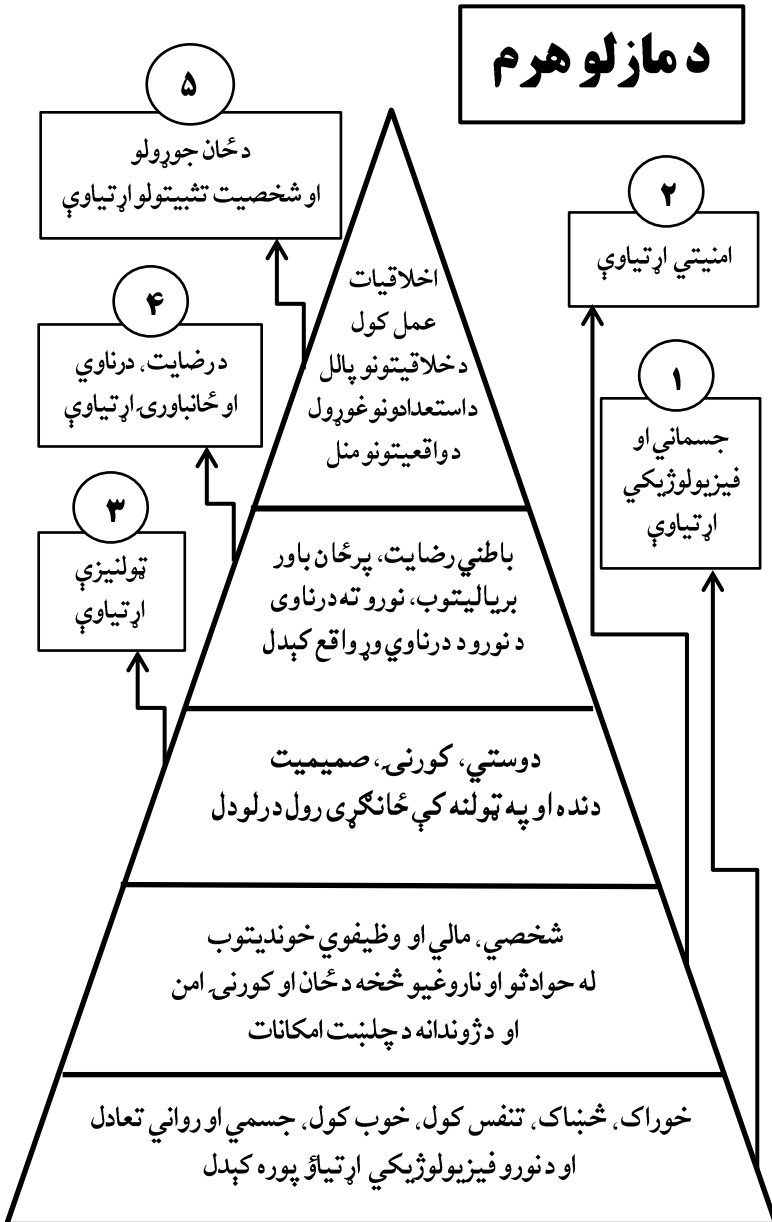 د مازلو هرم
۵
د ځان جوړولو
او شخصیت تثبیتولو اړتیاوې
۲
امنیتي اړتیاوې
۴
د رضایت، درناوي
او ځانباورۍ اړتیاوې
۱
جسماني او
فیزیولوژیکي
اړتیاوې
۳
ټولنیزې
اړتیاوې
اخلاقیات
عمل کول
د خلاقیتونو پالل
د استعدادونو غوړول
د واقعیتونو منل
باطني رضایت، پر ځان باور
بریالیتوب، نورو ته درناوی
د نورو د درناوي وړ واقع کېدل
دوستي، کورنۍ، صمیمیت
دنده او په ټولنه کې ځانګړی رول درلودل
شخصي، مالي او وظیفوي خوندیتوب
له حوادثو او ناروغیو څخه د ځان او کورنۍ امن
او د ژوندانه د چلښت امکانات
خوراک، څښاک، تنفس کول، خوب کول، جسمي او رواني تعادل
او د نورو فیزیولوژیکي اړتیاؤ پوره کېدل